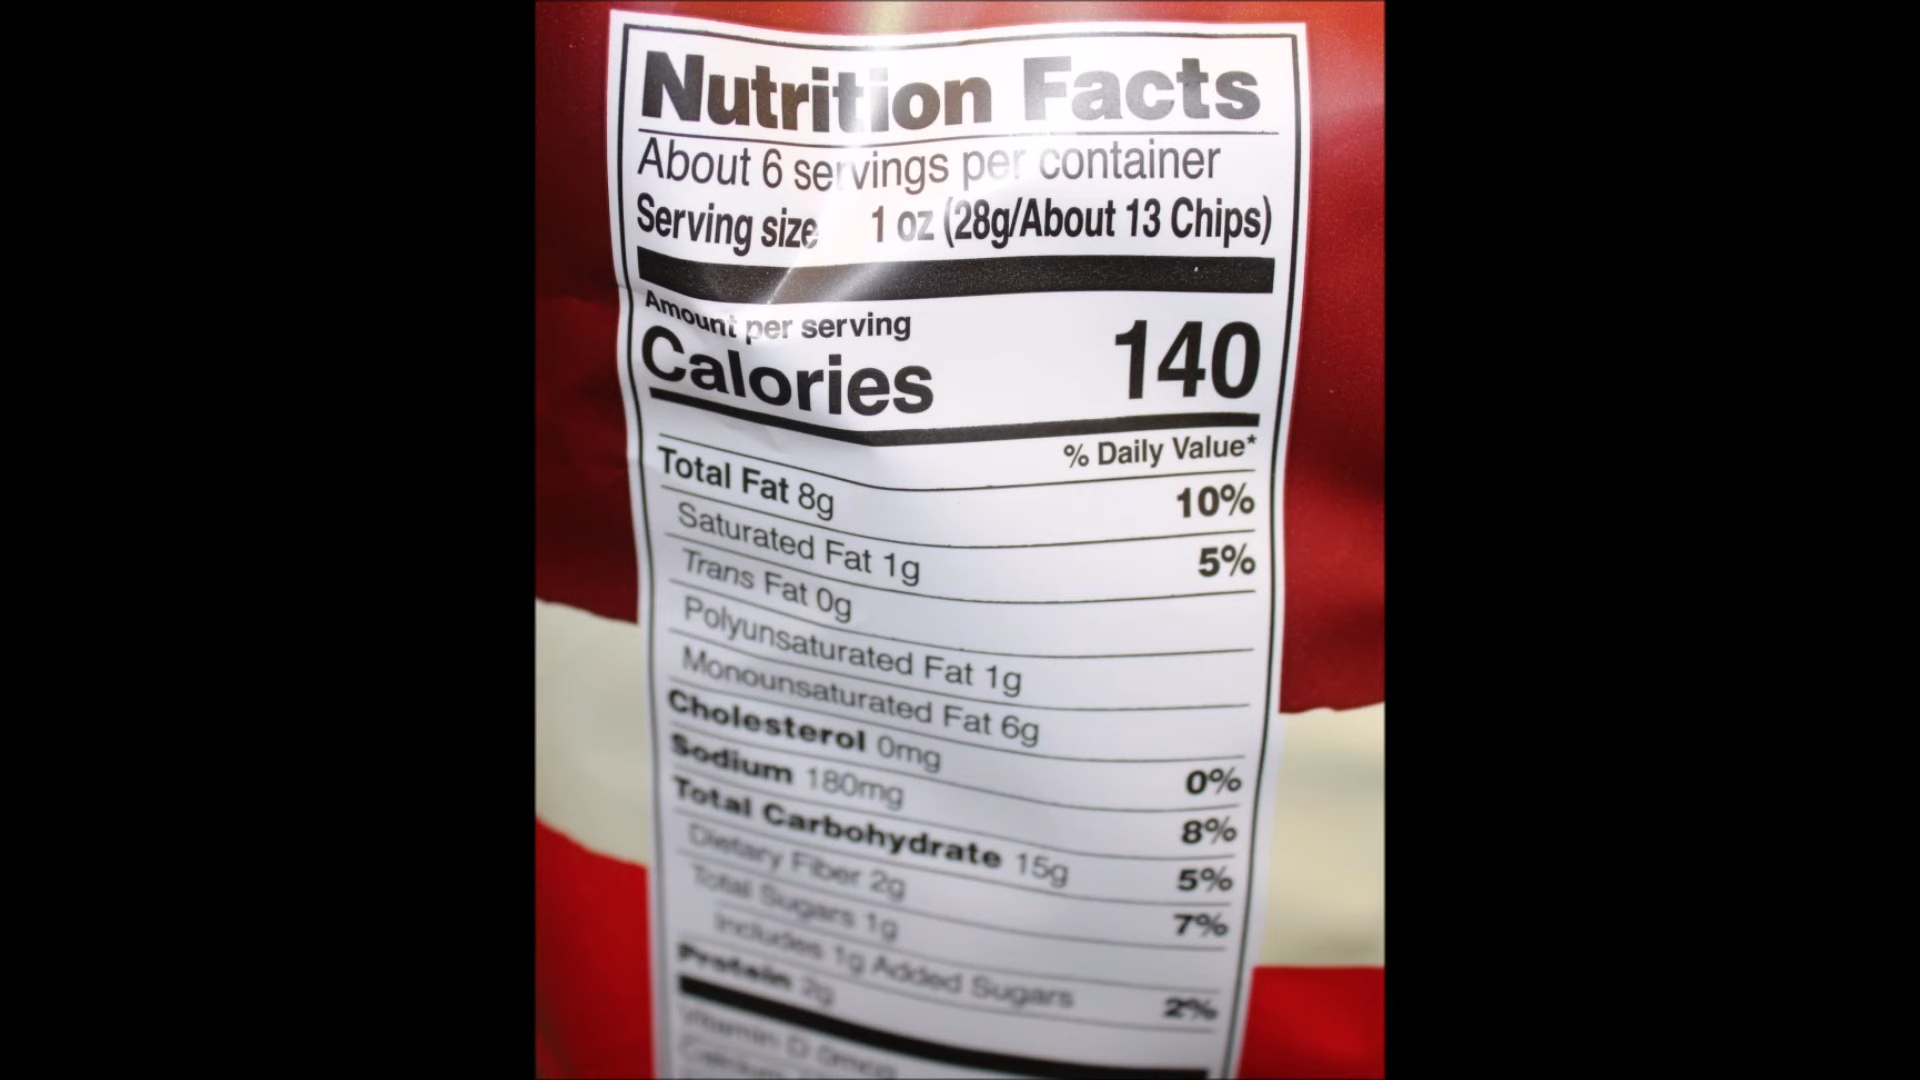 Nutrition Facts
About 6 servings per container
Serving size 1 oz (28g/About 13 Chips)
Amount per serving
Calories 140
% Daily Value*
Total Fat 8g 10%
Saturated Fat 1g 5%
Trans Fat 0g
Polyunsaturated Fat 1g
Monounsaturated Fat 6g
Cholesterol 0mg 0%
Sodium 180mg 8%
Total Carbohydrate 15g 5%
Dietary Fiber 2g 7%
Total Sugars 1g
Includes 1g Added Sugars 2%
Protein 2g
Vitamin D 0mcg
Calcium